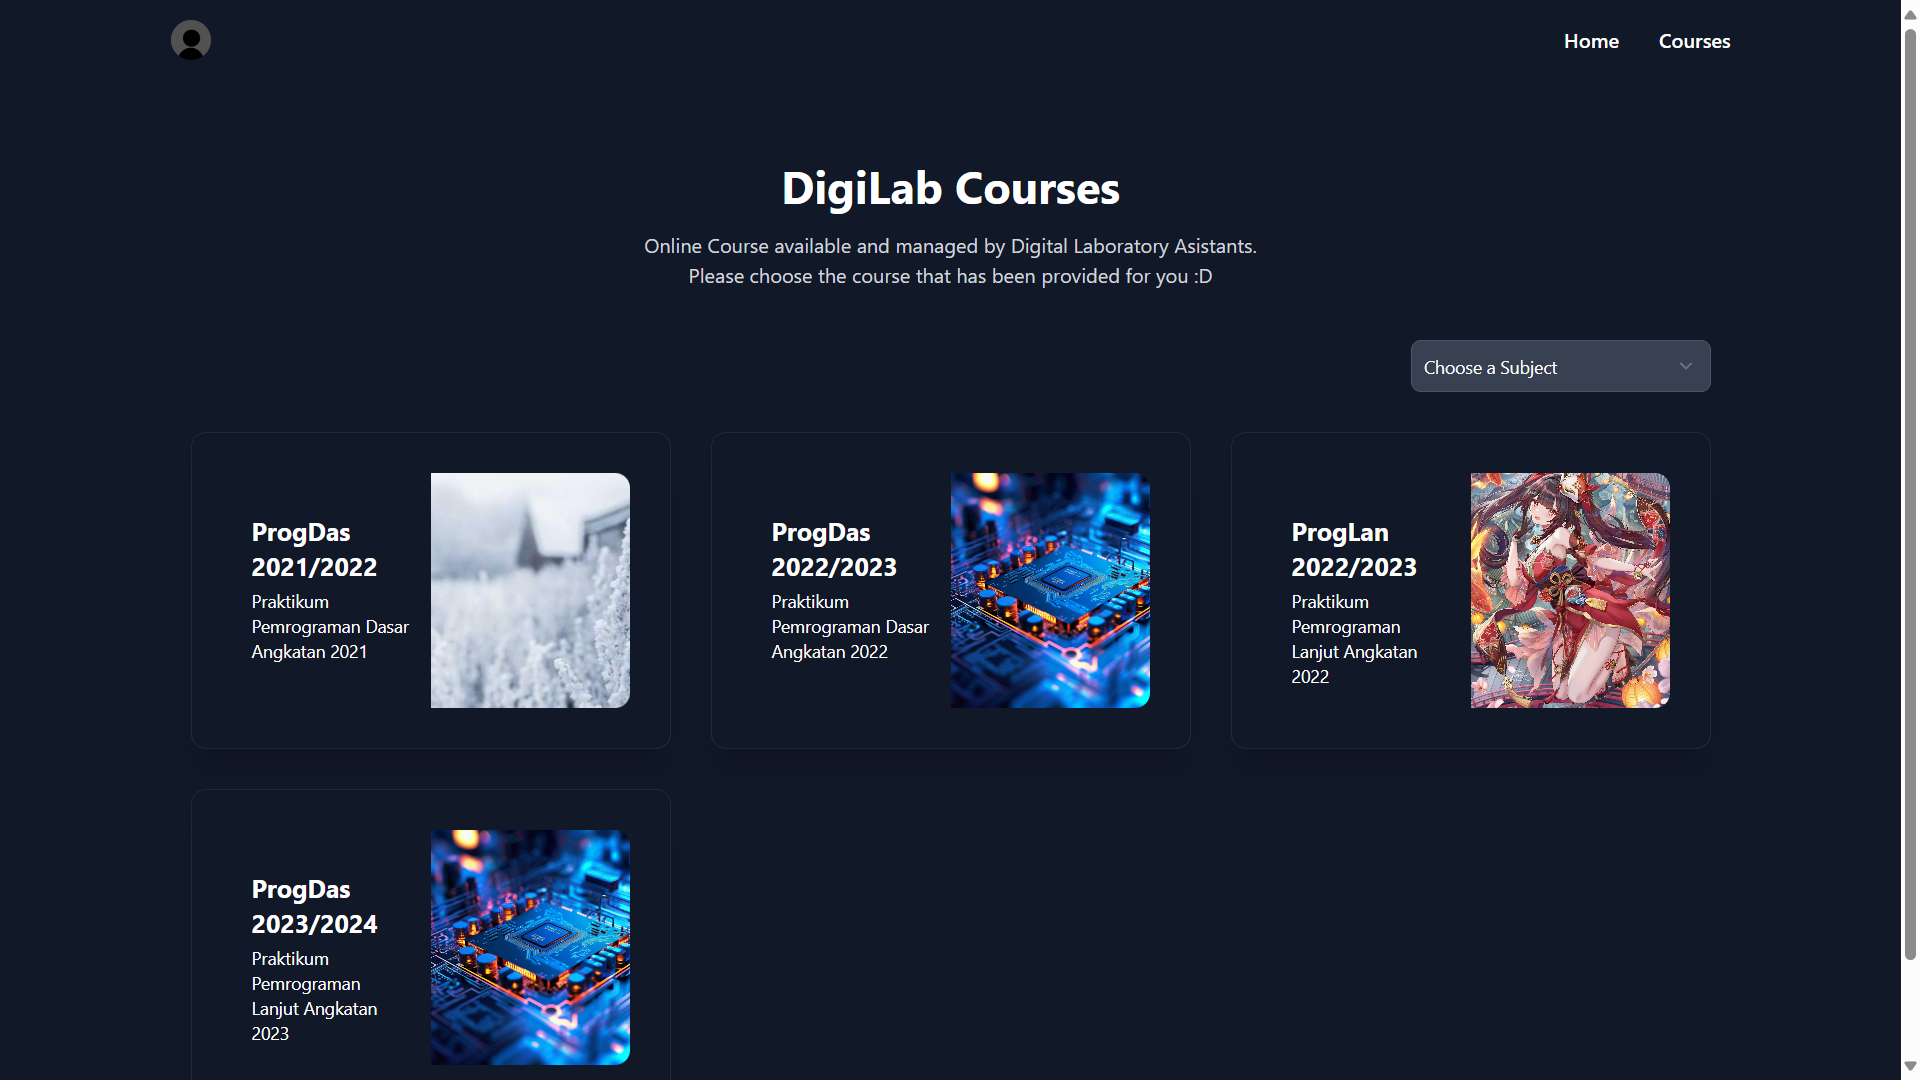 Home
Courses
DigiLab Courses
Online Course available and managed by Digital Laboratory Asistants.
Please choose the course that has been provided for you :D
Choose a Subject
ProgDas
2021/2022
Praktikum
Pemrograman Dasar
Angkatan 2021
ProgDas
2022/2023
Praktikum
Pemrograman Dasar
Angkatan 2022
ProgLan
2022/2023
Praktikum
Pemrograman
Lanjut Angkatan
2022
ProgDas
2023/2024
Praktikum
Pemrograman
Lanjut Angkatan
2023